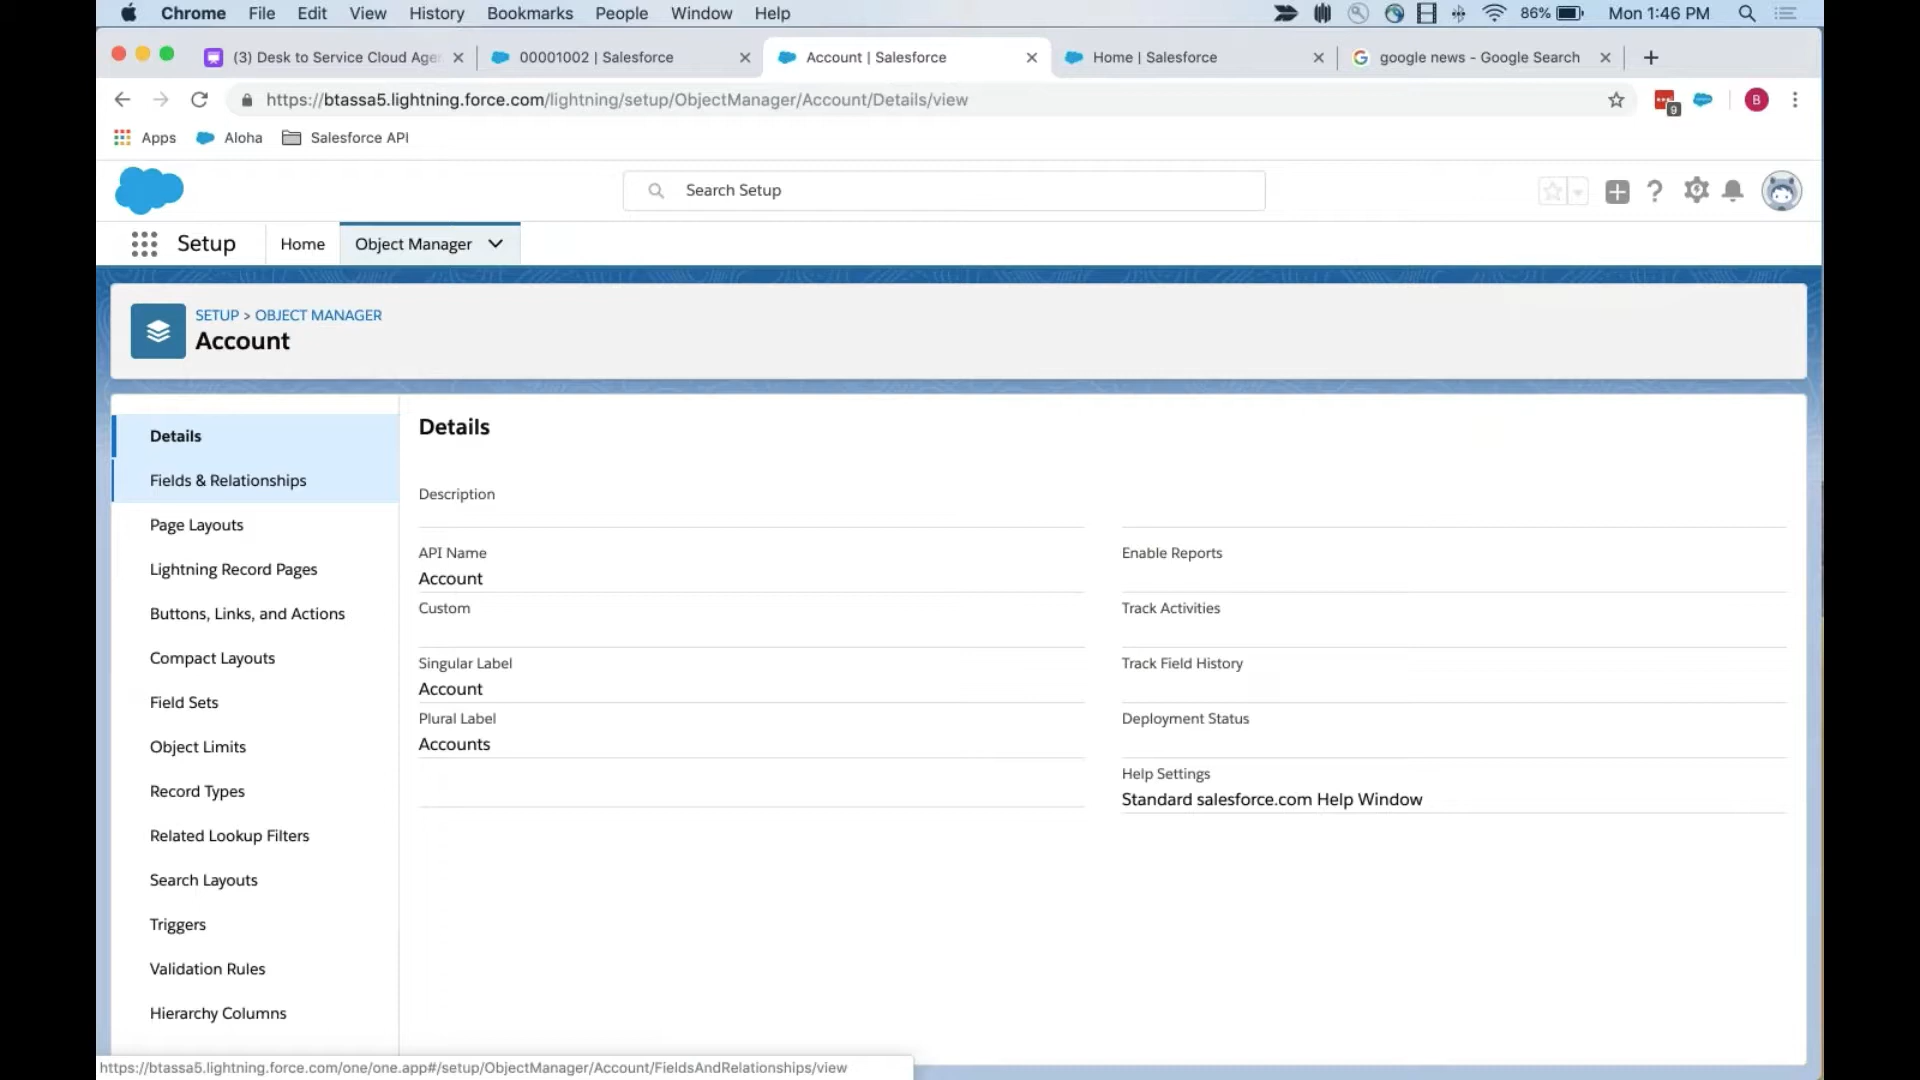 Chrome File Edit View History Bookmarks People Window Help 86% Mon 1:46 PM
(3) Desk to Service Cloud Age 00001002 | Salesforce Account | Salesforce Home | Salesforce google news - Google Search
https://btassa5.lightning.force.com/lightning/setup/ObjectManager/Account/Details/view 9 B
Apps Aloha Salesforce API
Search Setup
Setup Home Object Manager
SETUP > OBJECT MANAGER
Account
Details
Fields & Relationships
Page Layouts
Lightning Record Pages
Buttons, Links, and Actions
Compact Layouts
Field Sets
Object Limits
Record Types
Related Lookup Filters
Search Layouts
Triggers
Validation Rules
Hierarchy Columns
Details
Description
API Name
Account
Custom
Singular Label
Account
Plural Label
Accounts
Enable Reports
Track Activities
Track Field History
Deployment Status
Help Settings
Standard salesforce.com Help Window
https://btassa5.lightning.force.com/one/one.app#/setup/ObjectManager/Account/FieldsAndRelationships/view